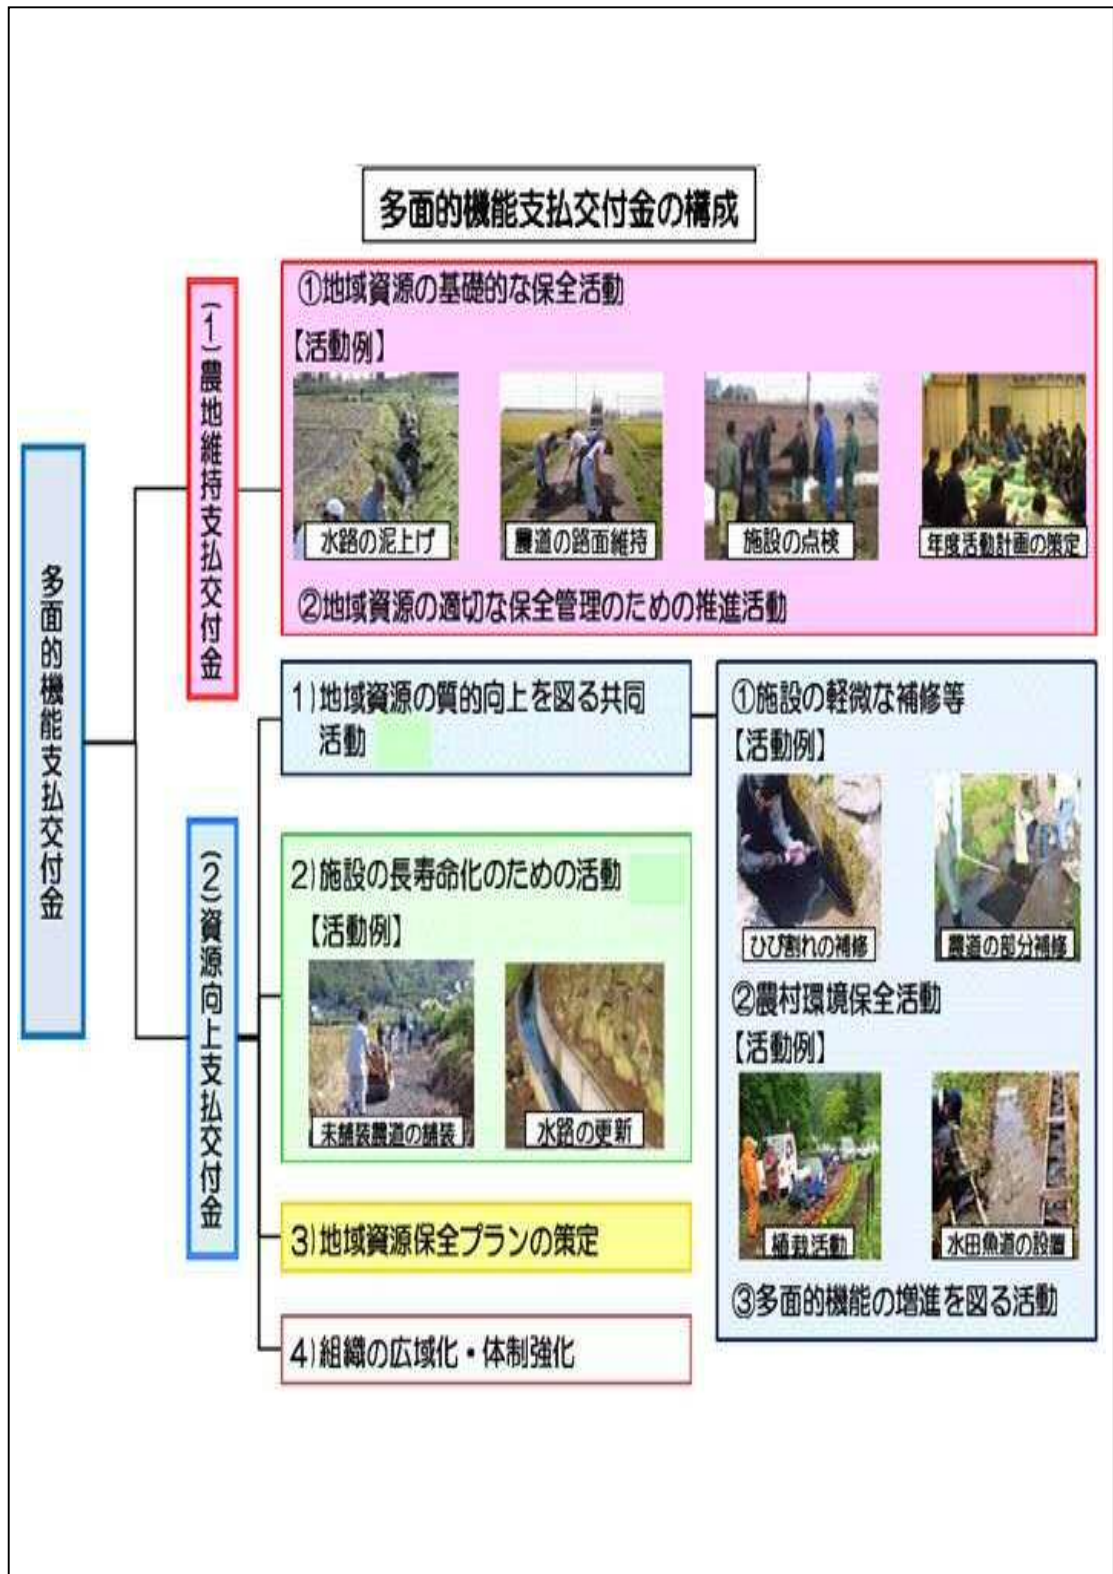 多面的機能支払交付金の構成
多面的機能支払交付金
(1)農地維持支払交付金
①地域資源の基礎的な保全活動
【活動例】
水路の泥上げ
農道の路面維持
施設の点検
年度活動計画の策定
②地域資源の適切な保全管理のための推進活動
(2)資源向上支払交付金
1)地域資源の質的向上を図る共同
活動
①施設の軽微な補修等
【活動例】
ひび割れの補修
農道の部分補修
②農村環境保全活動
【活動例】
植栽活動
水田魚道の設置
③多面的機能の増進を図る活動
2)施設の長寿命化のための活動
【活動例】
未舗装農道の舗装
水路の更新
3)地域資源保全プランの策定
4)組織の広域化・体制強化